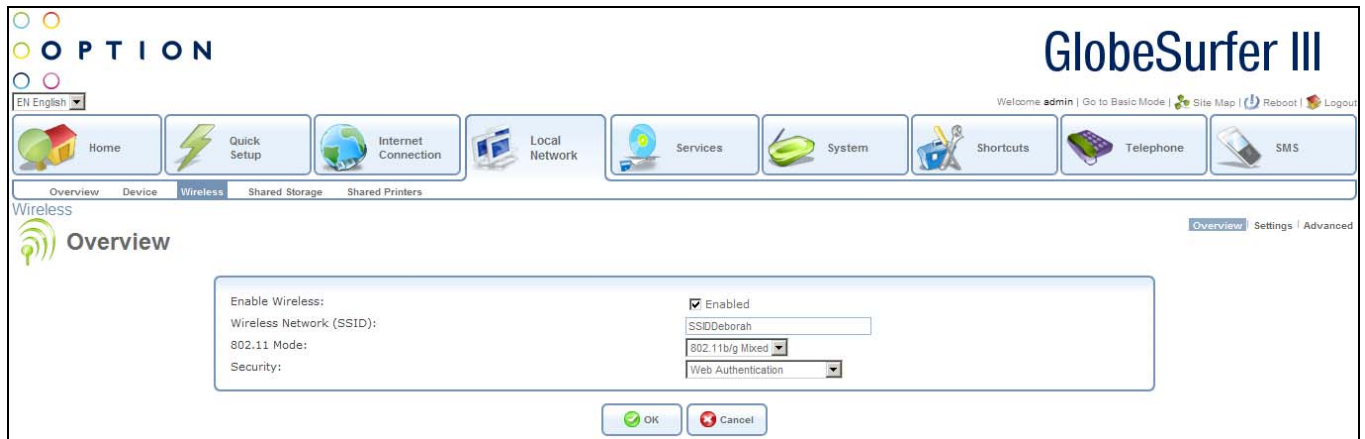 OPTION
GlobeSurfer III
EN English
Welcome admin | Go to Basic Mode | Site Map | Reboot | Logout
Home
Quick Setup
Internet Connection
Local Network
Services
System
Shortcuts
Telephone
SMS
Overview Device Wireless Shared Storage Shared Printers
Wireless
Overview | Settings | Advanced
Overview
Enable Wireless: Enabled
Wireless Network (SSID): SSIDDeborah
802.11 Mode: 802.11b/g Mixed
Security: Web Authentication
OK Cancel